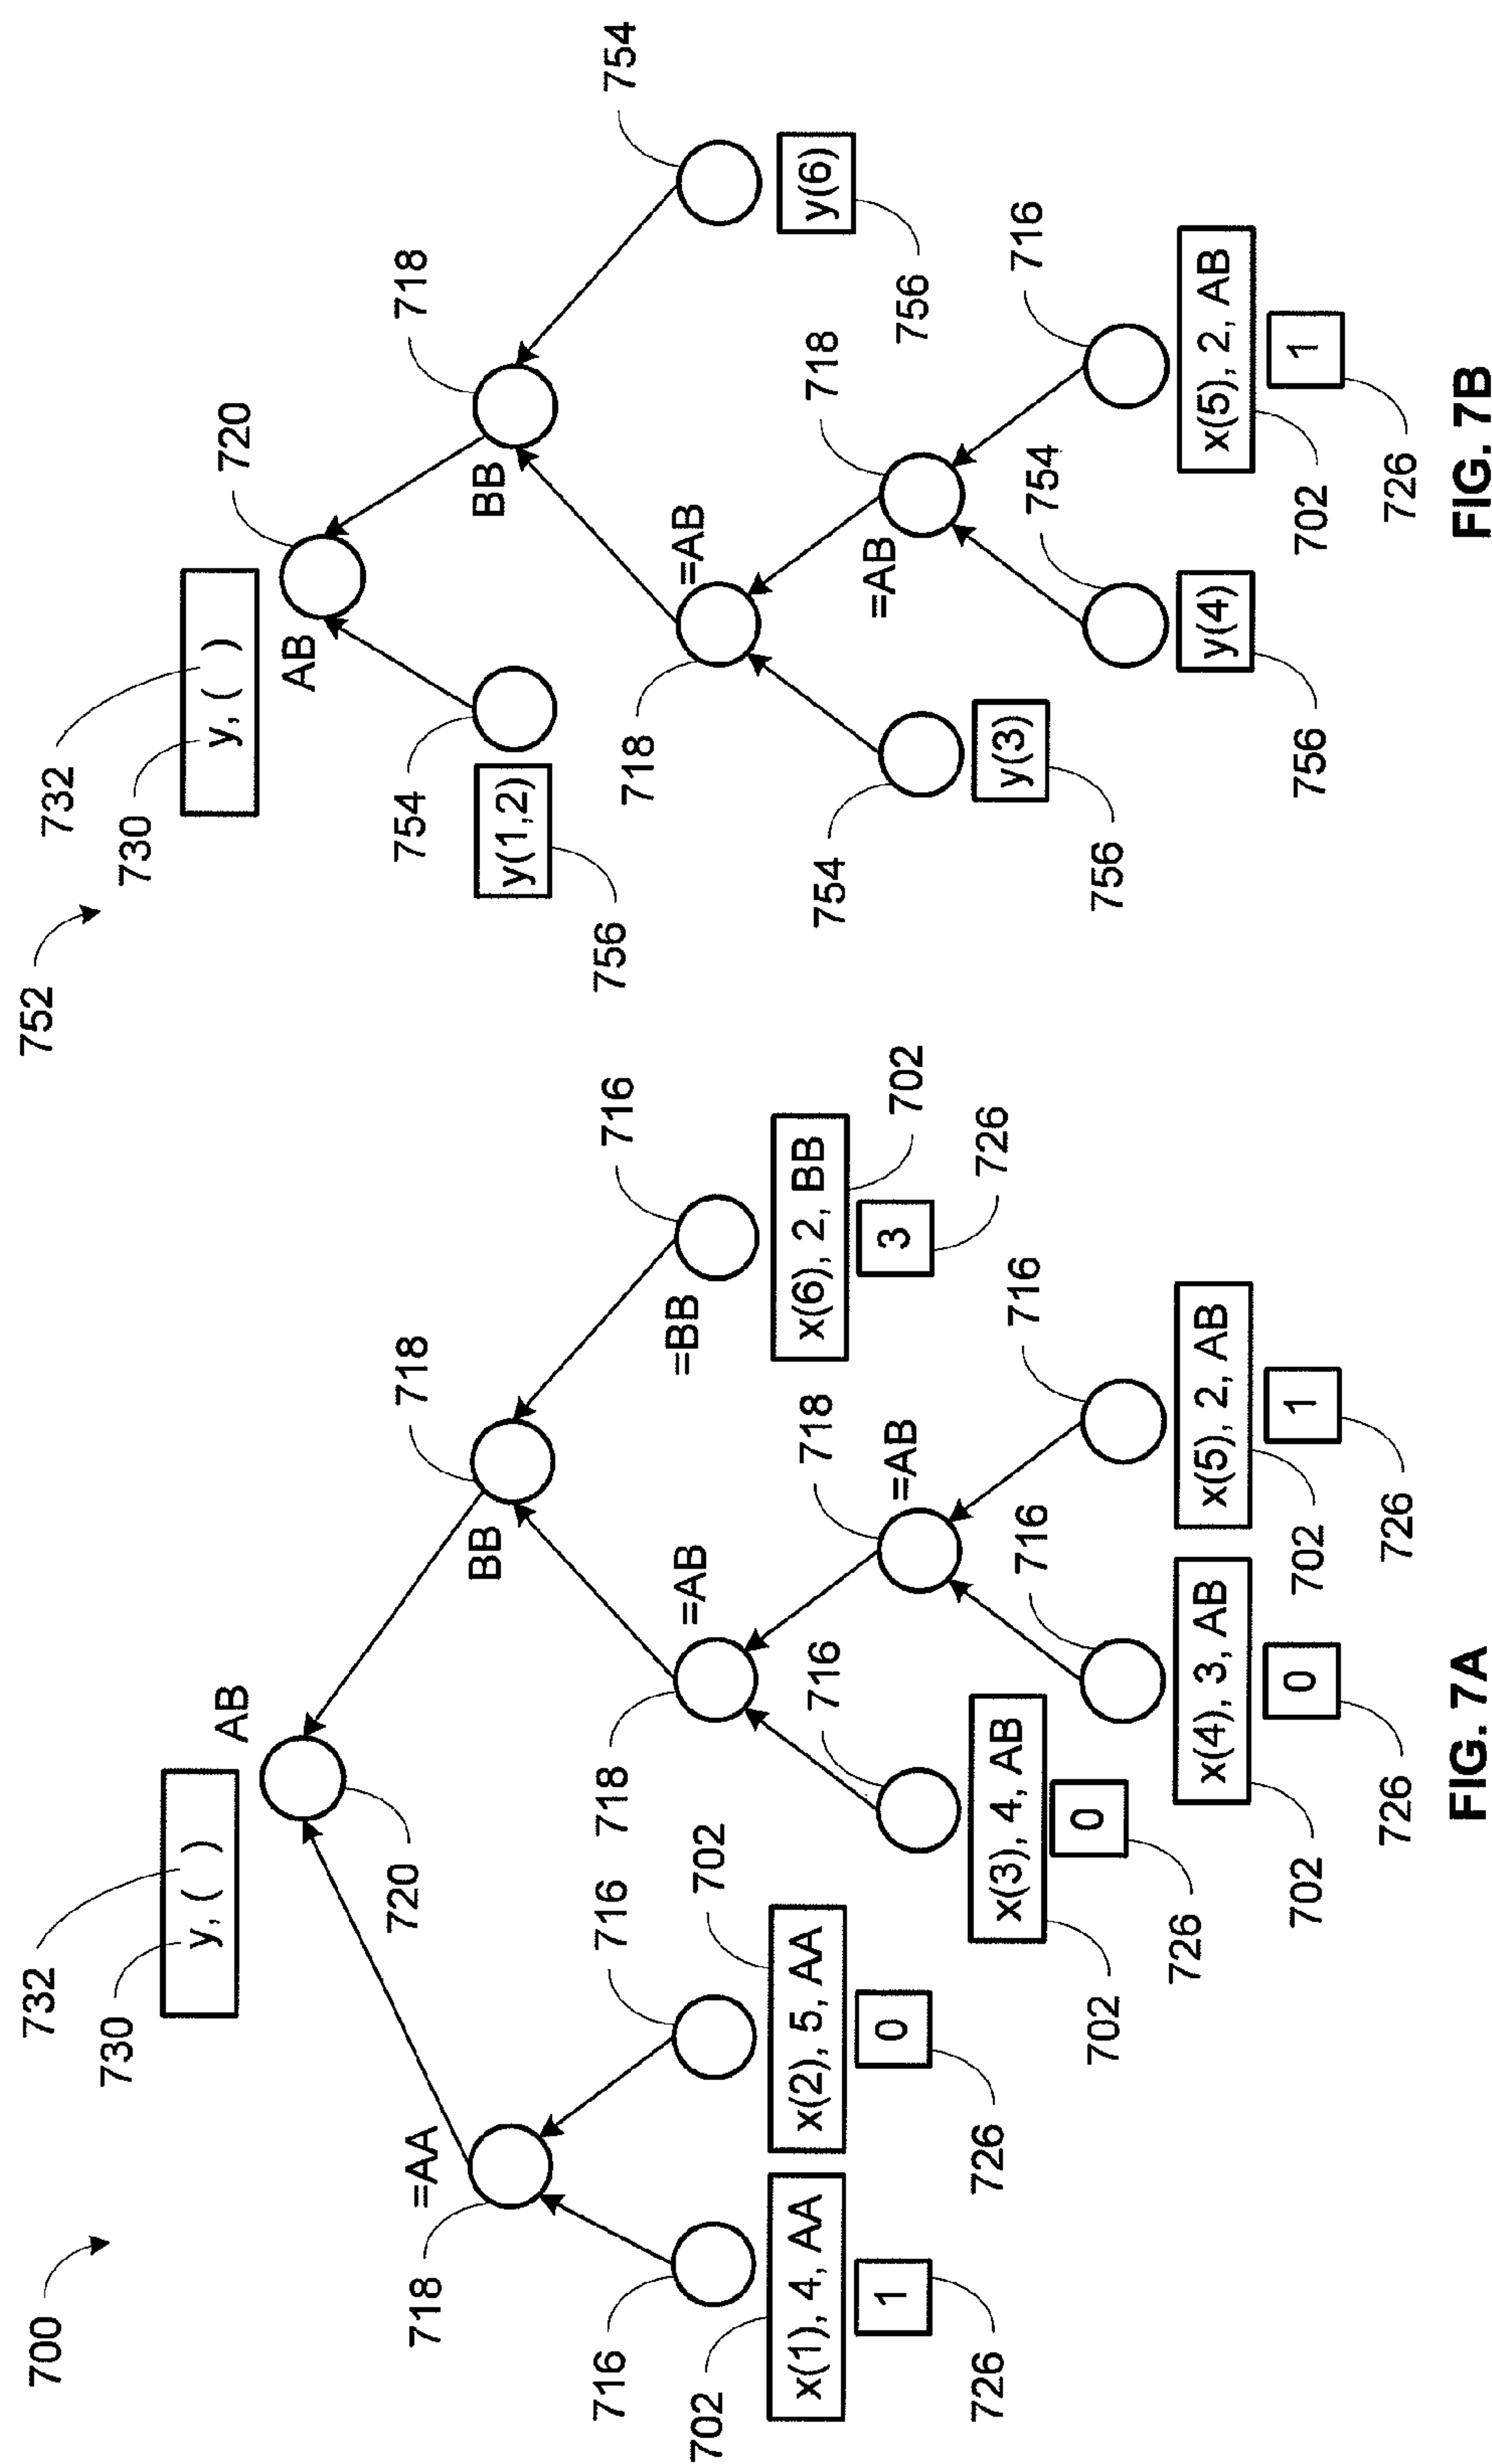 700
732
730
y, ( )
AB
720
=AA
718
BB
718
716
716
=AB
718
=BB
716
702
x(1), 4, AA
1
726
702
x(2), 5, AA
0
726
x(6), 2, BB
702
3
726
716
718
=AB
x(3), 4, AB
702
0
726
716
716
x(4), 3, AB
702
0
726
x(5), 2, AB
702
1
726
FIG. 7A
752
732
730
y, ( )
720
AB
718
BB
754
754
y(1,2)
756
718
=AB
y(6)
756
754
y(3)
756
718
=AB
754
716
y(4)
756
x(5), 2, AB
702
1
726
FIG. 7B